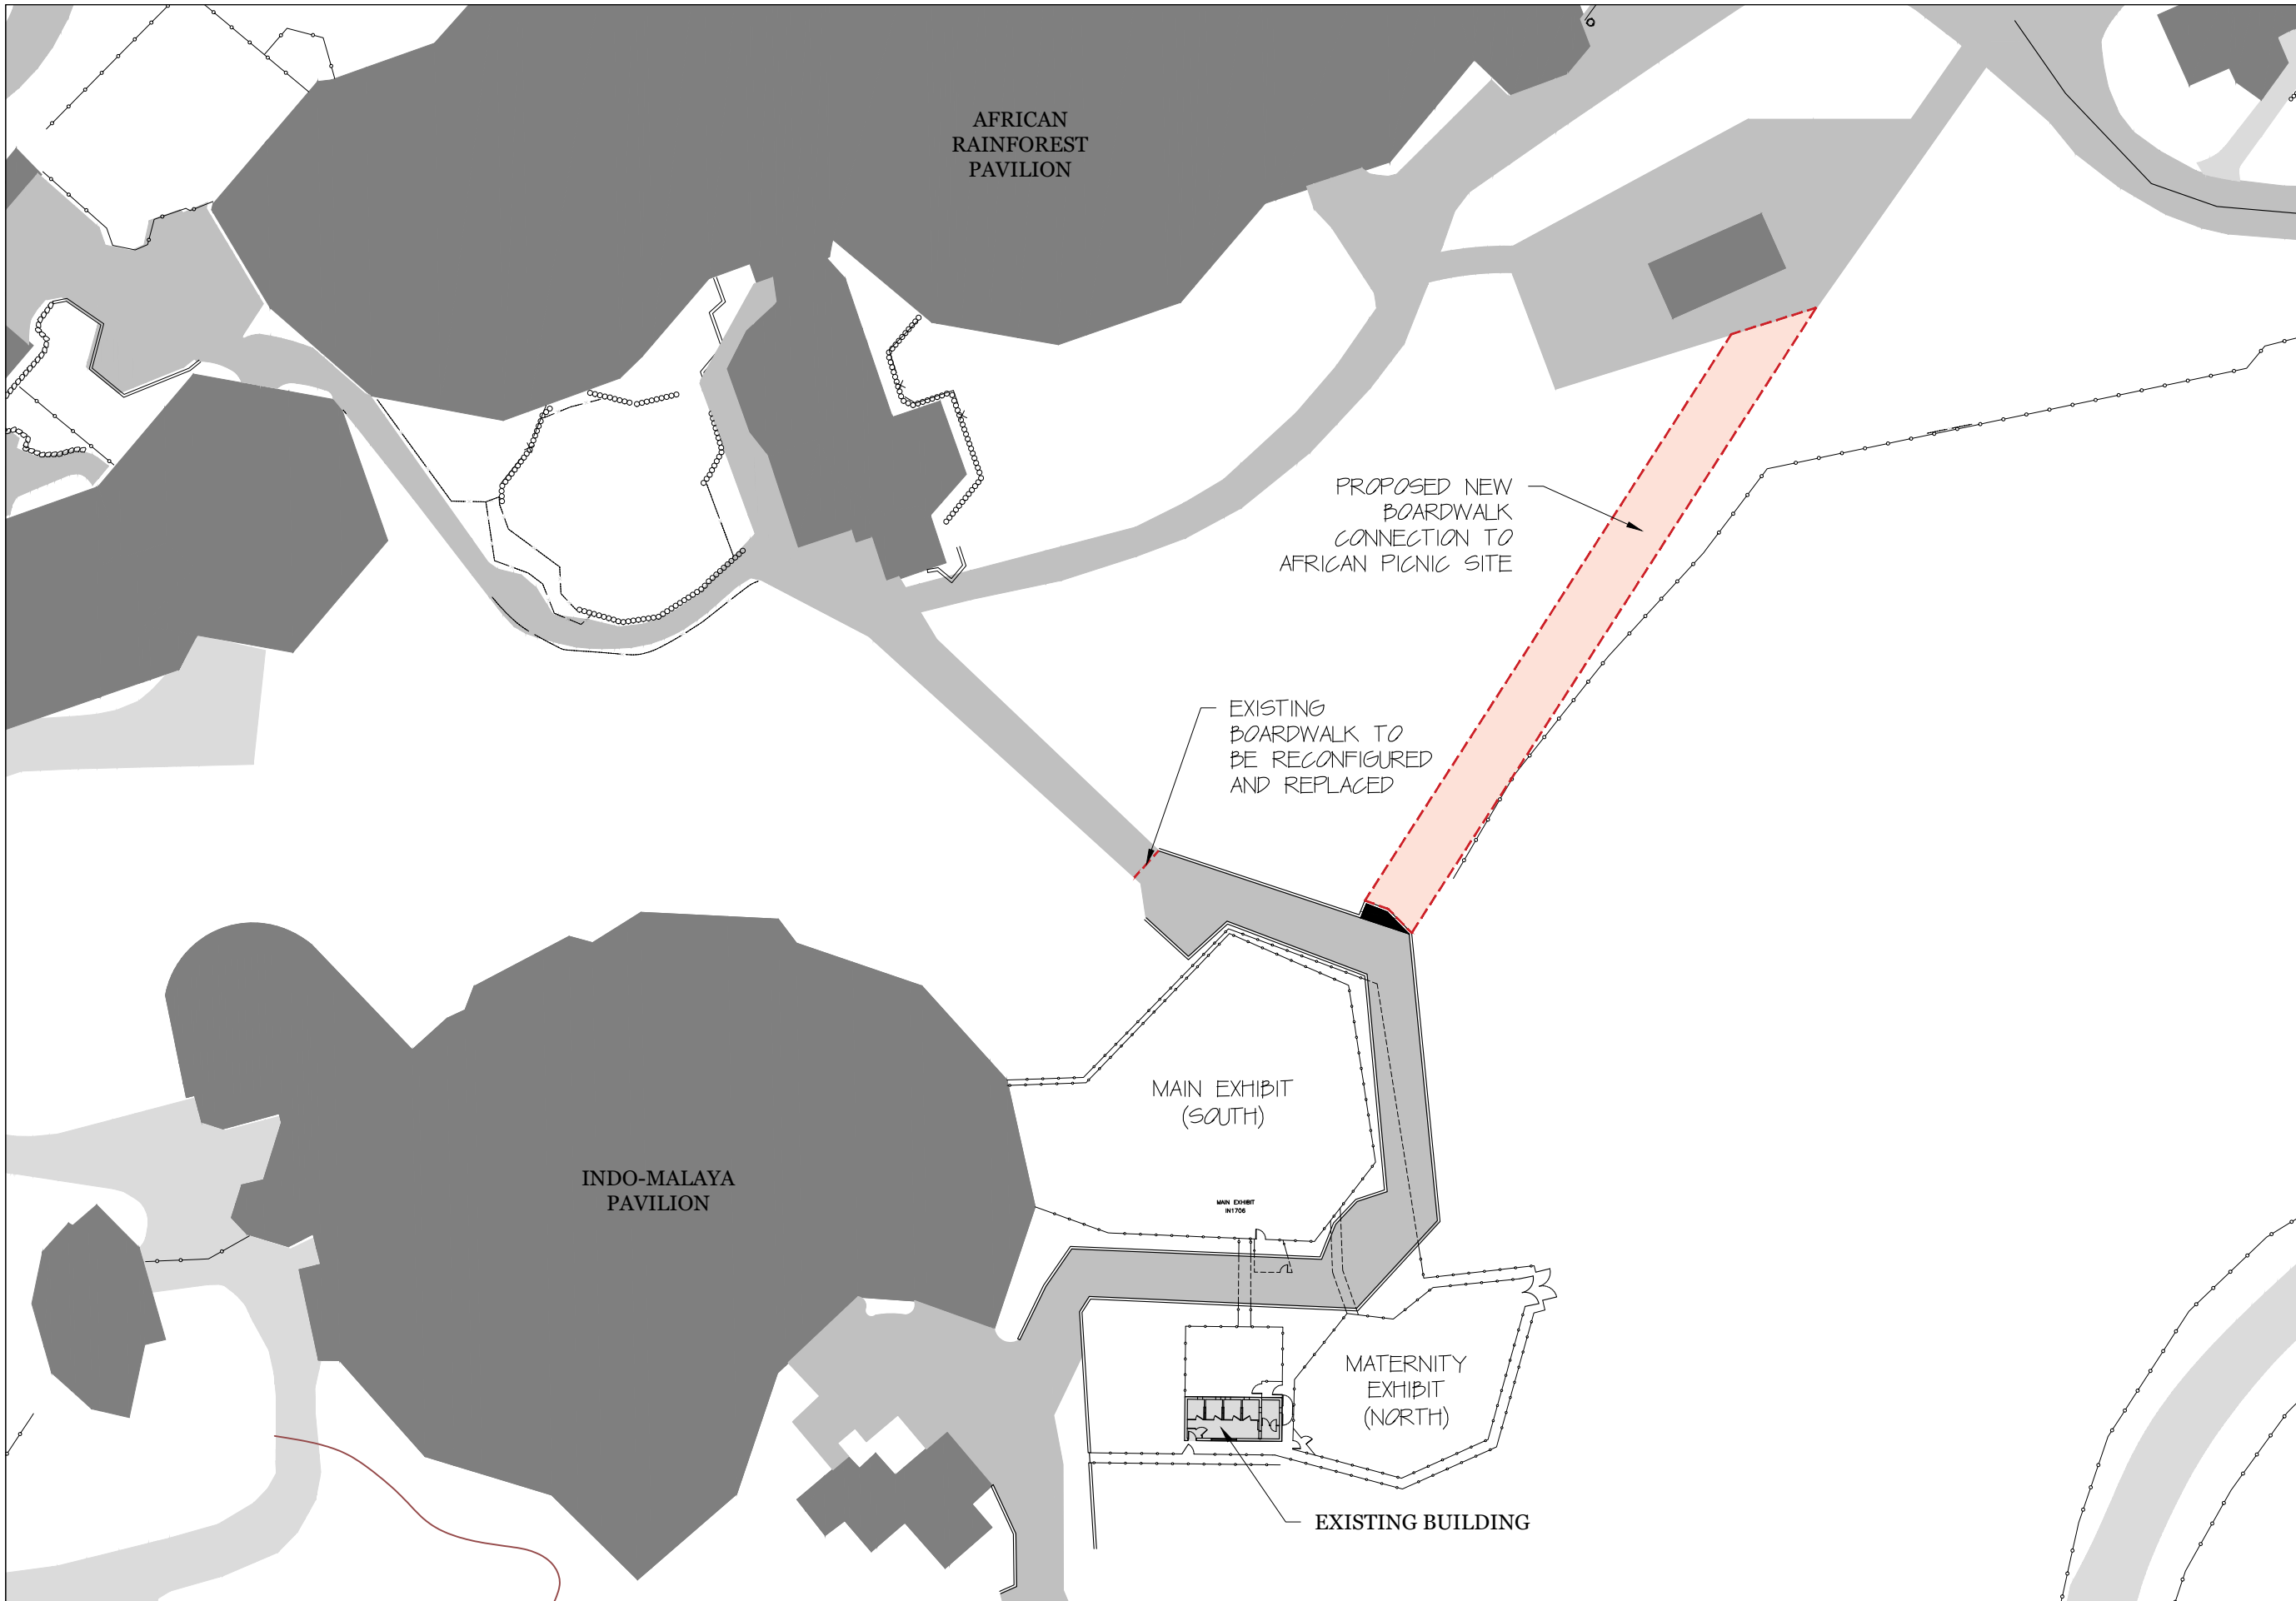 AFRICAN
RAINFOREST
PAVILION
PROPOSED NEW
BOARDWALK
CONNECTION TO
AFRICAN PICNIC SITE
EXISTING
BOARDWALK TO
BE RECONFIGURED
AND REPLACED
MAIN EXHIBIT
(SOUTH)
INDO-MALAYA
PAVILION
MAIN EXHIBIT
IN1706
MATERNITY
EXHIBIT
(NORTH)
EXISTING BUILDING